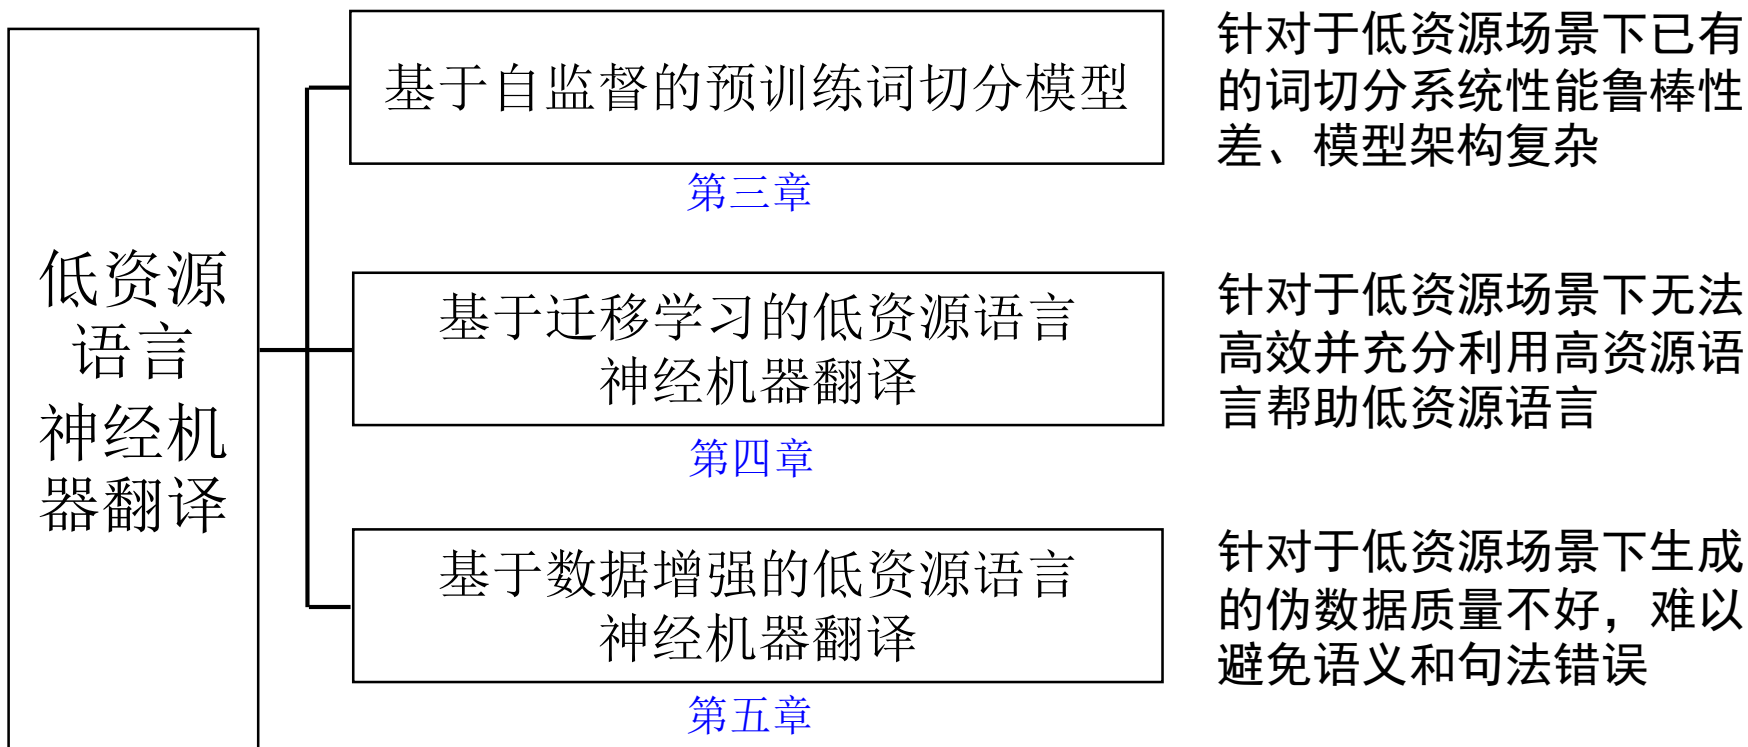 低资源
语言
神经机
器翻译
基于自监督的预训练词切分模型
第三章
针对于低资源场景下已有
的词切分系统性能鲁棒性
差、模型架构复杂
基于迁移学习的低资源语言
神经机器翻译
第四章
针对于低资源场景下无法
高效并充分利用高资源语
言帮助低资源语言
基于数据增强的低资源语言
神经机器翻译
第五章
针对于低资源场景下生成
的伪数据质量不好，难以
避免语义和句法错误